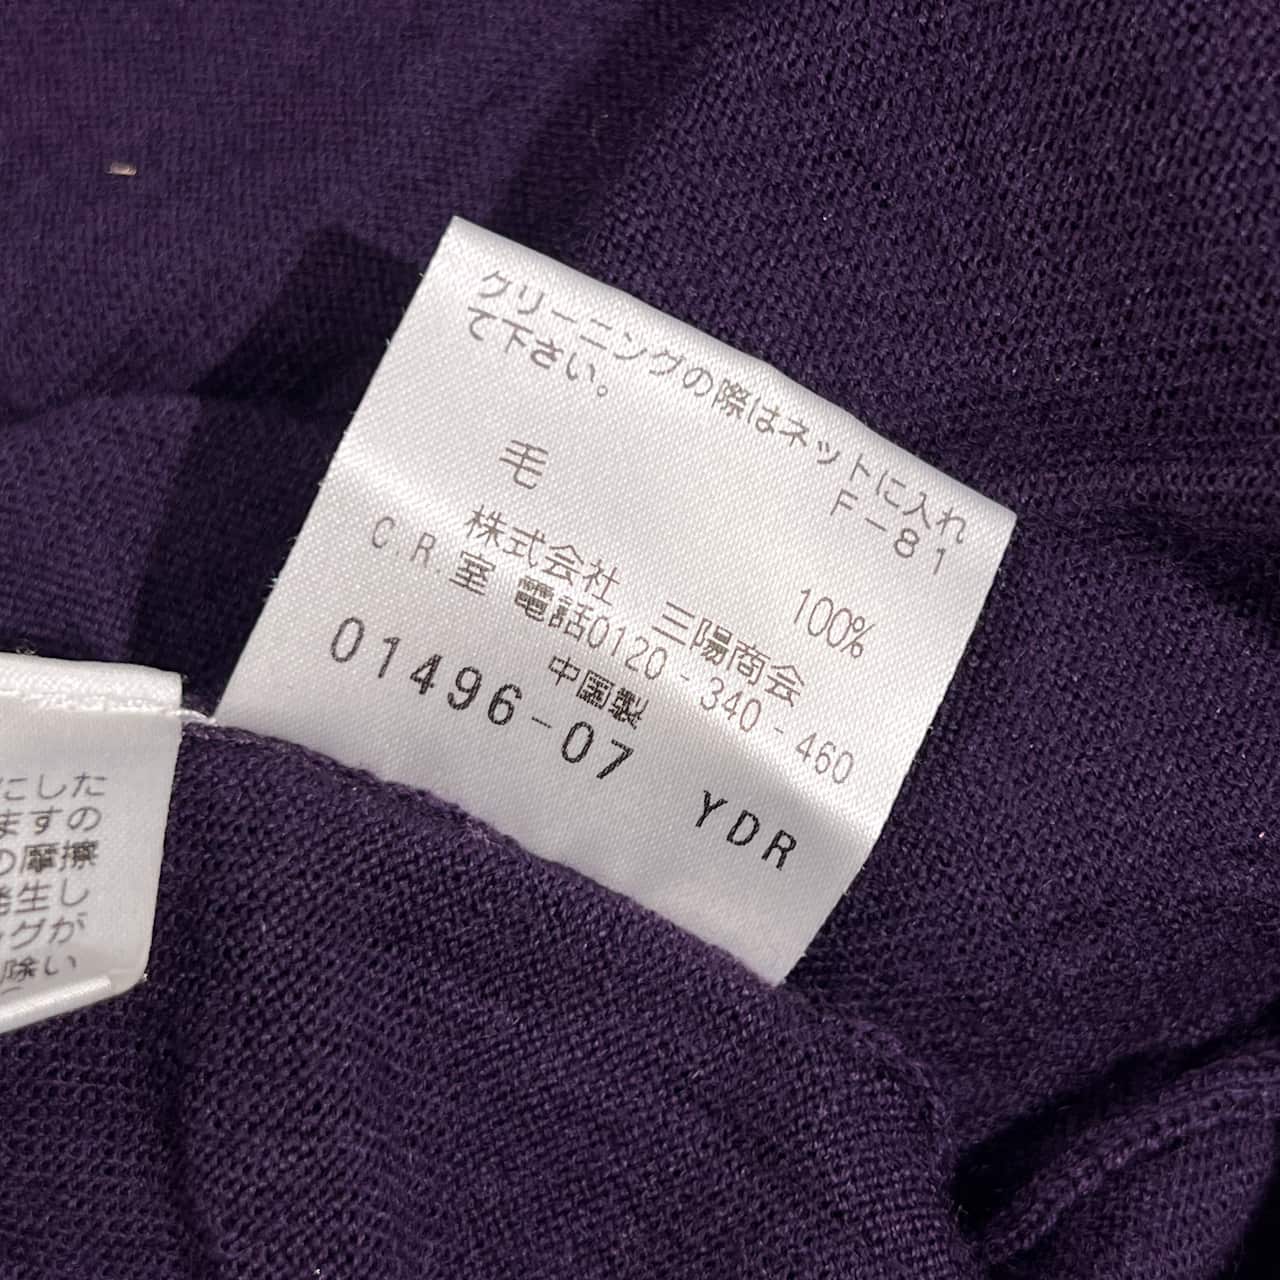 クリーニングの際はネットに入れ
て下さい。
F-81
毛 100%
株式会社 三陽商会
C.R.室 電話0120-340-460
中国製
01496-07 YDR
にした
ますの
の摩擦
発生し
ングが
り除い